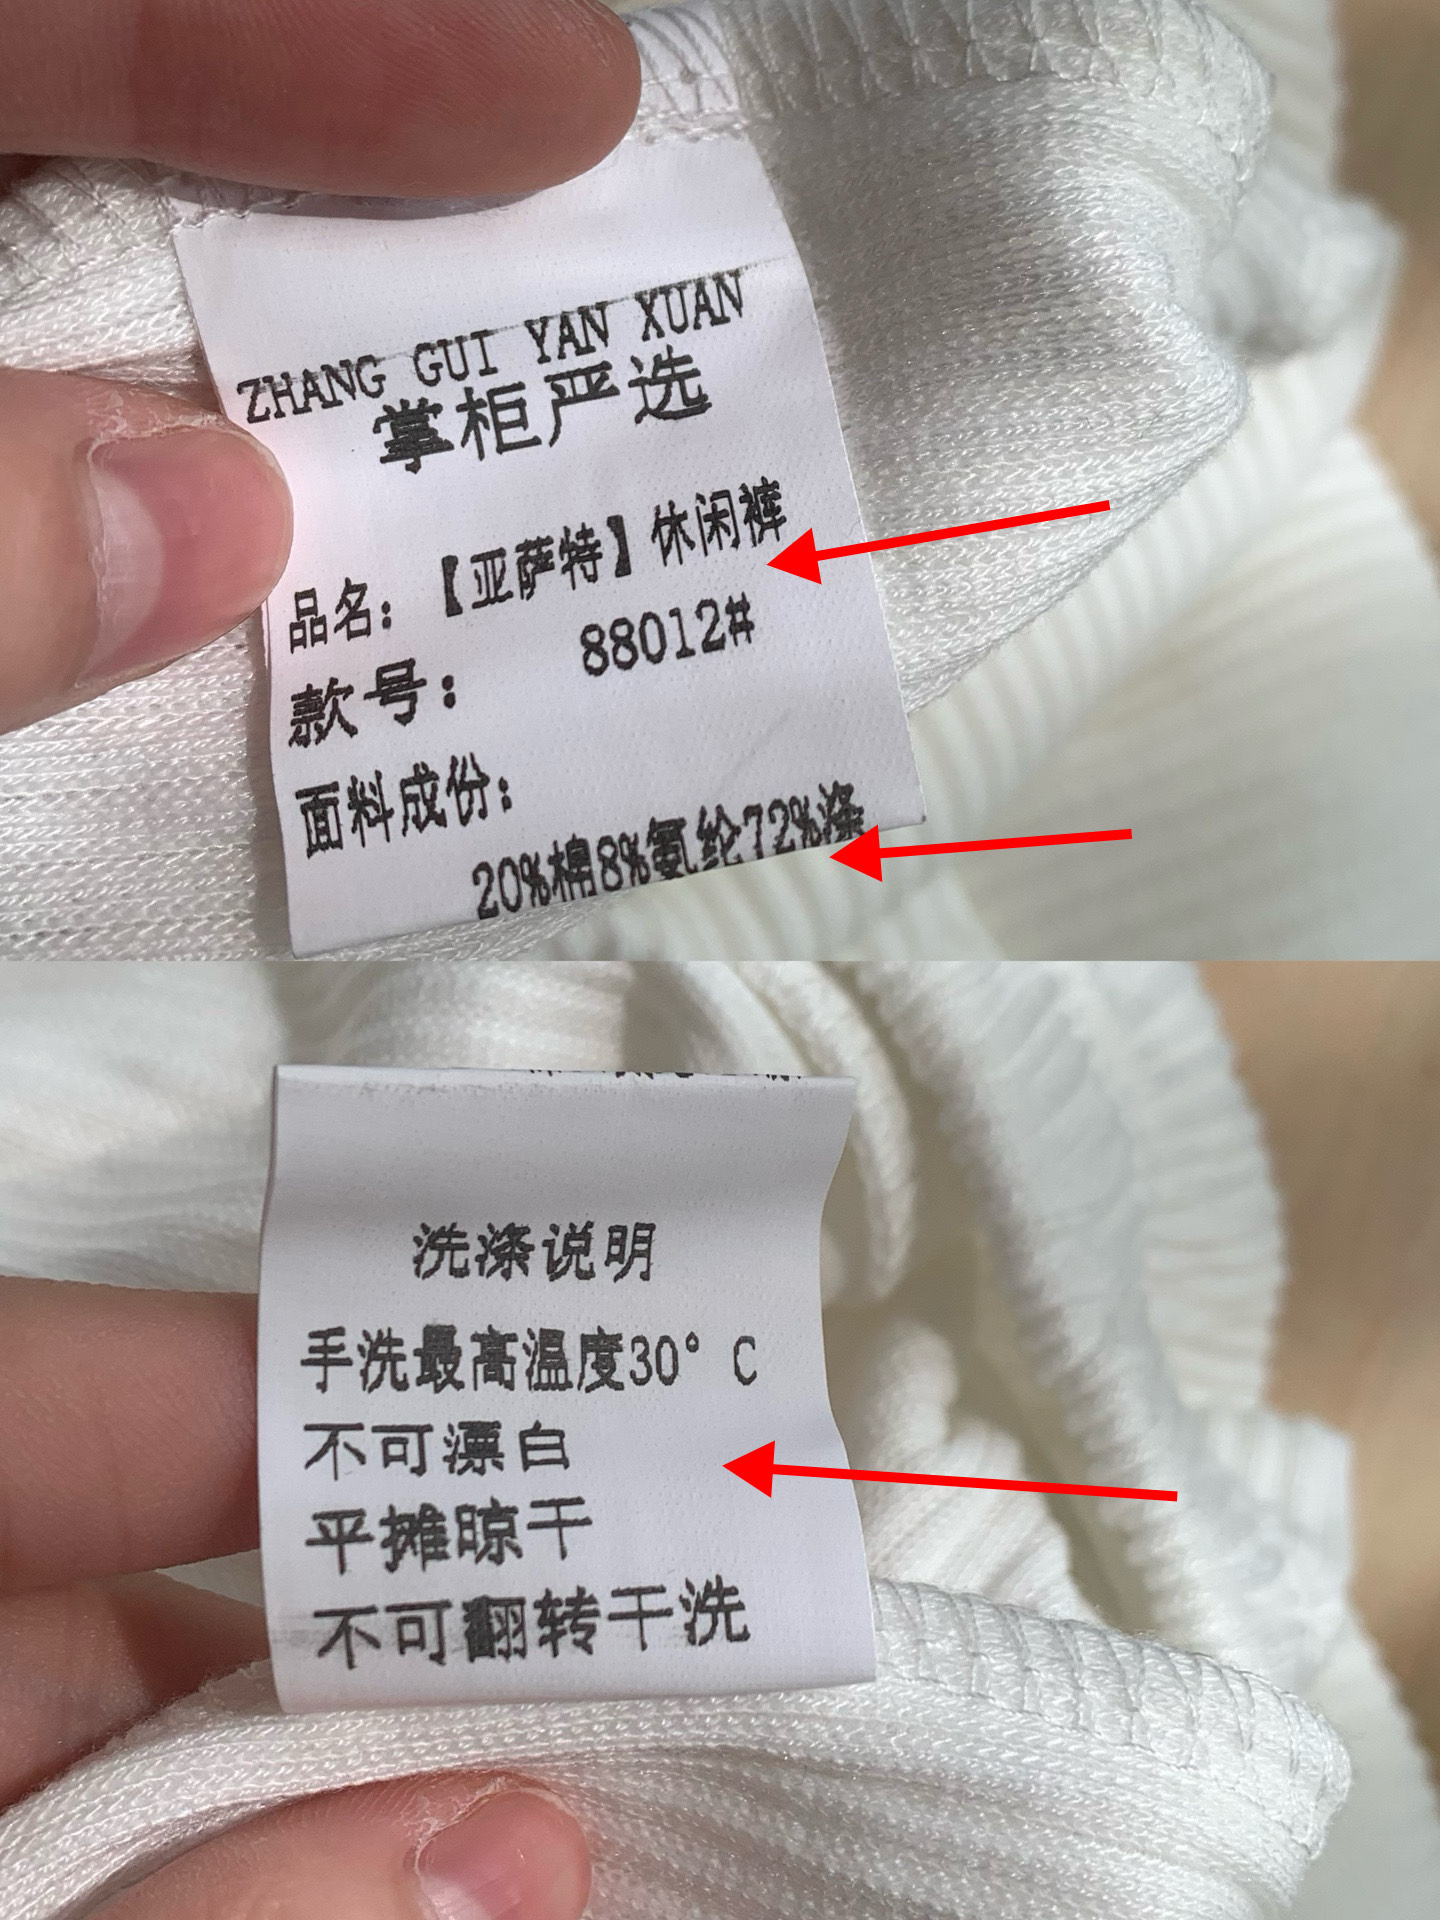 ZHANG GUI YAN XUAN
掌柜严选
品名：【亚萨特】休闲裤
款号： 88012#
面料成份：
20%棉8%氨纶72%涤
洗涤说明
手洗最高温度30°C
不可漂白
平摊晾干
不可翻转干洗